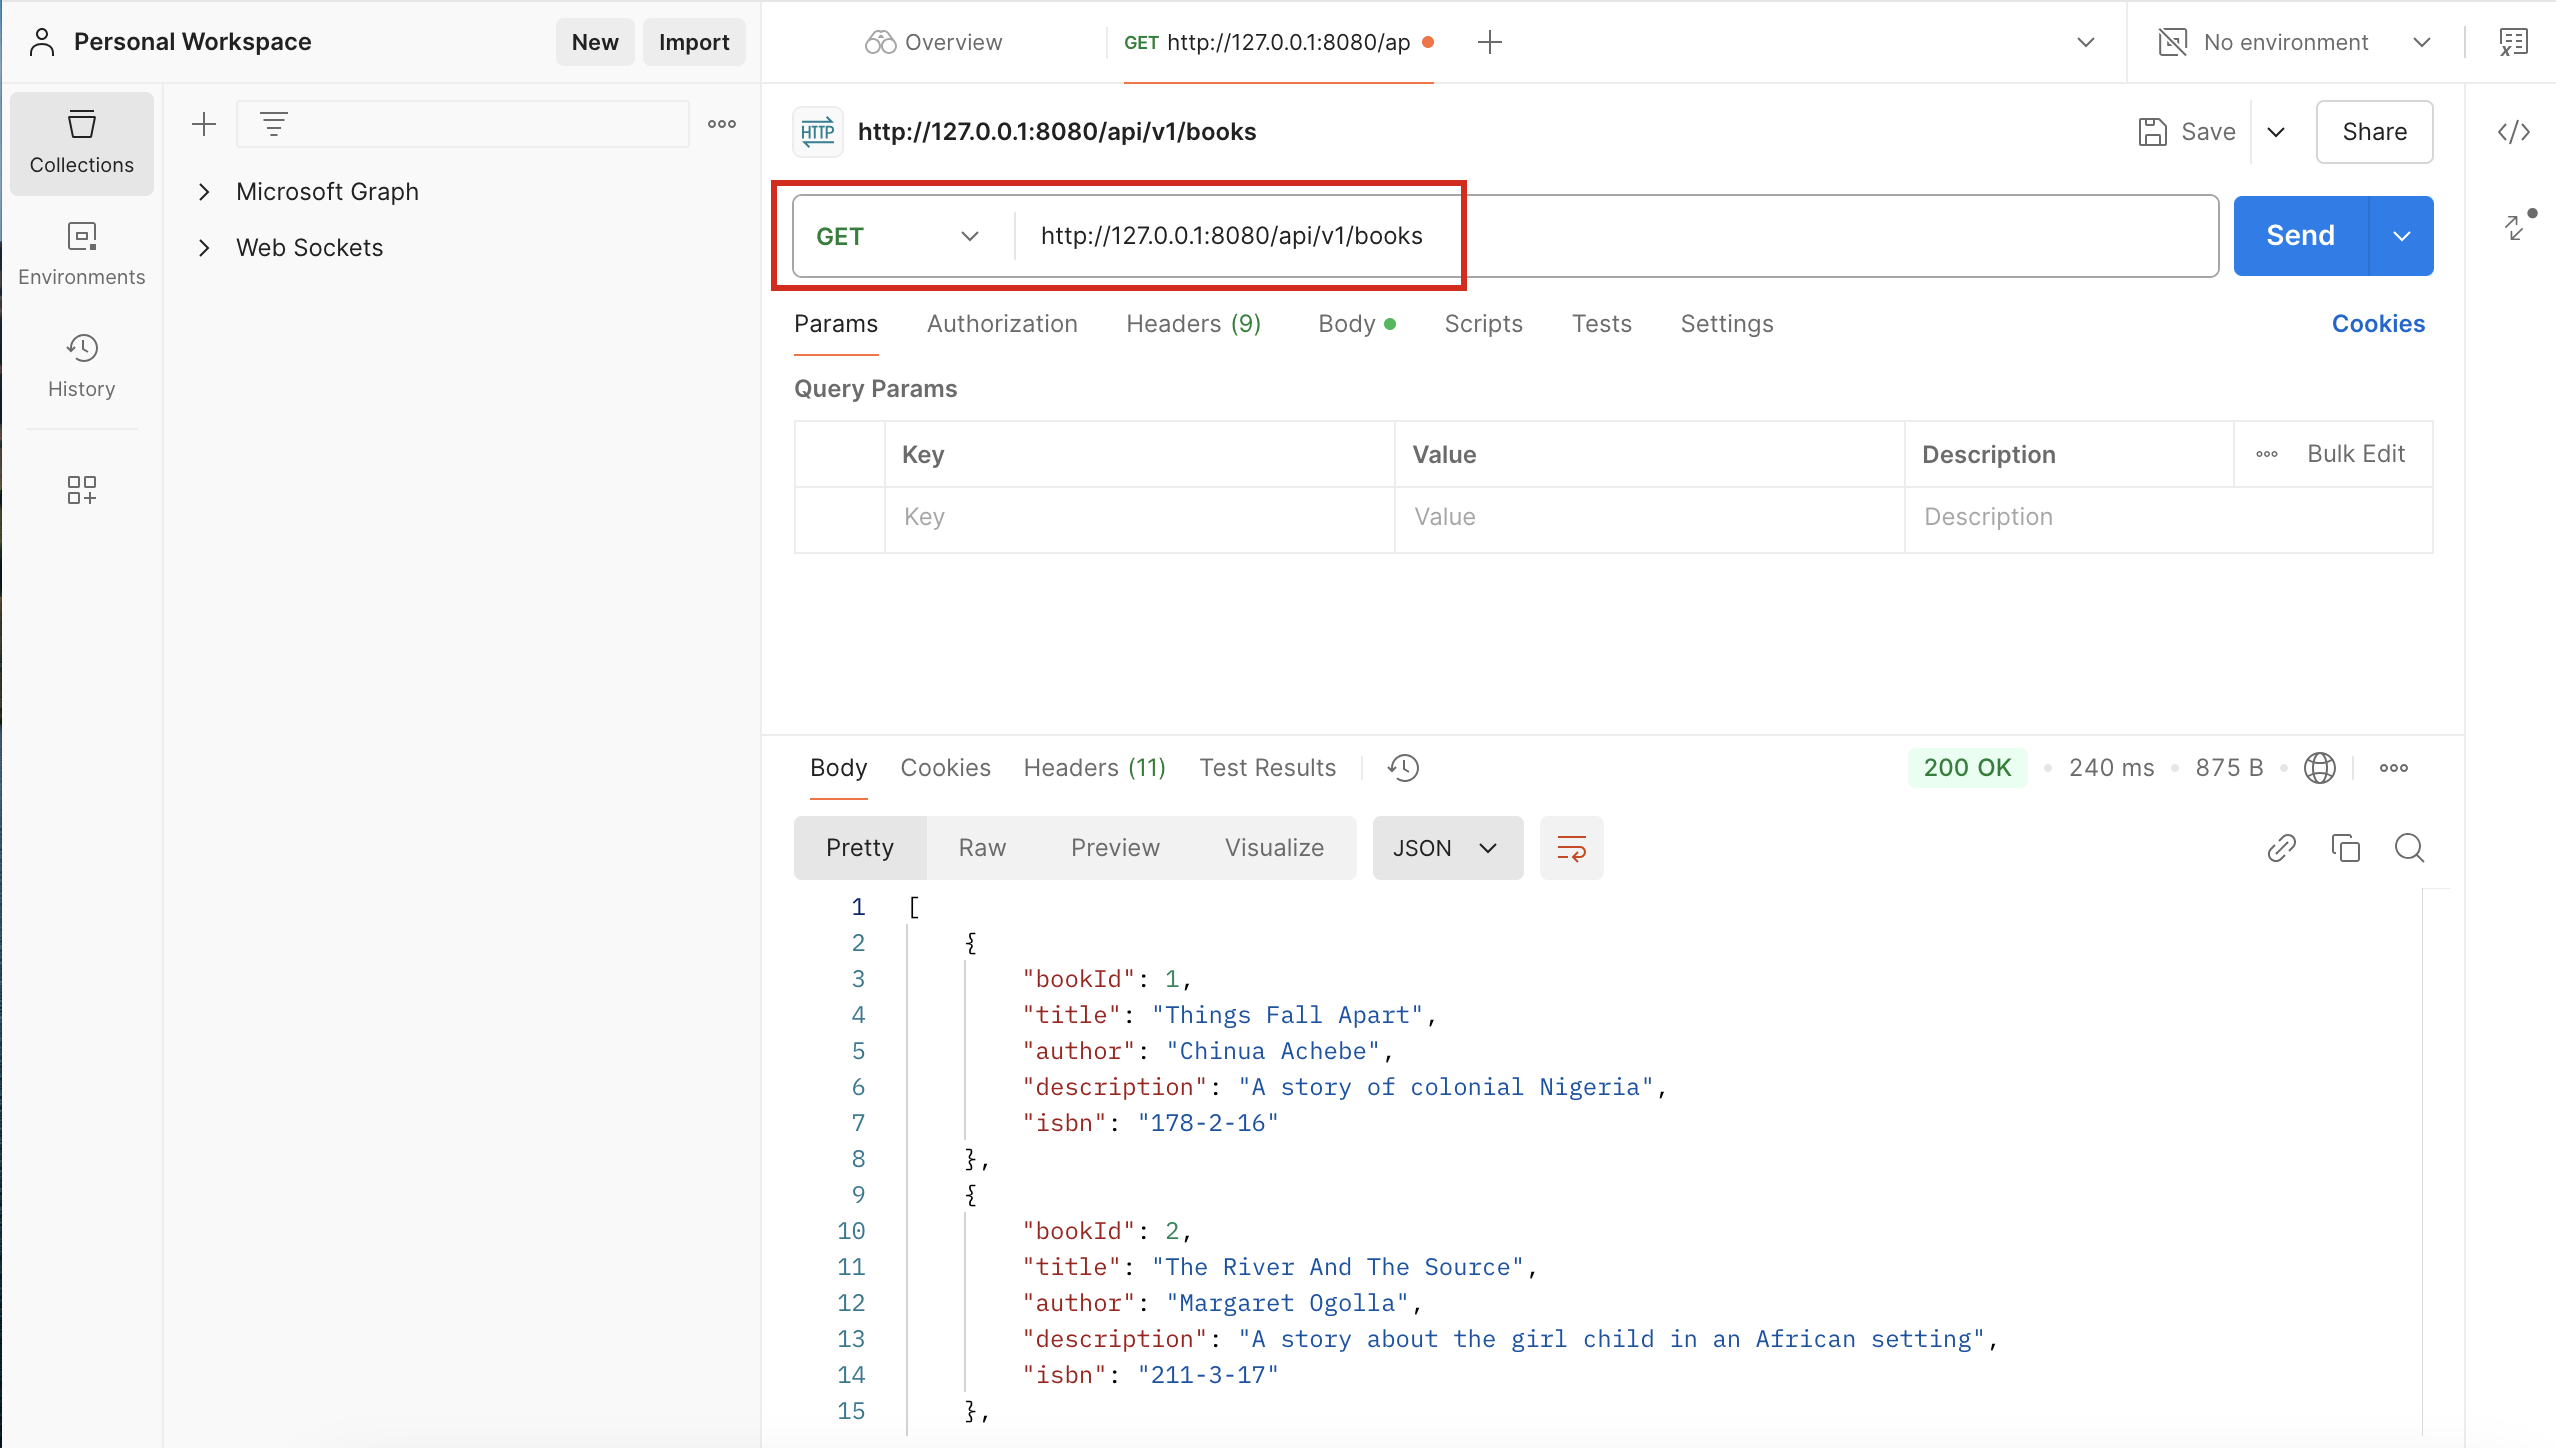 Personal Workspace
New
Import
Overview
GET http://127.0.0.1:8080/ap
No environment
Collections
Environments
History
Microsoft Graph
Web Sockets
HTTP
http://127.0.0.1:8080/api/v1/books
Save
Share
GET
http://127.0.0.1:8080/api/v1/books
Send
Params
Authorization
Headers (9)
Body
Scripts
Tests
Settings
Cookies
Query Params
Key
Value
Description
Bulk Edit
Key
Value
Description
Body
Cookies
Headers (11)
Test Results
200 OK
240 ms
875 B
Pretty
Raw
Preview
Visualize
JSON
1 [
2 {
3 "bookId": 1,
4 "title": "Things Fall Apart",
5 "author": "Chinua Achebe",
6 "description": "A story of colonial Nigeria",
7 "isbn": "178-2-16"
8 },
9 {
10 "bookId": 2,
11 "title": "The River And The Source",
12 "author": "Margaret Ogolla",
13 "description": "A story about the girl child in an African setting",
14 "isbn": "211-3-17"
15 },